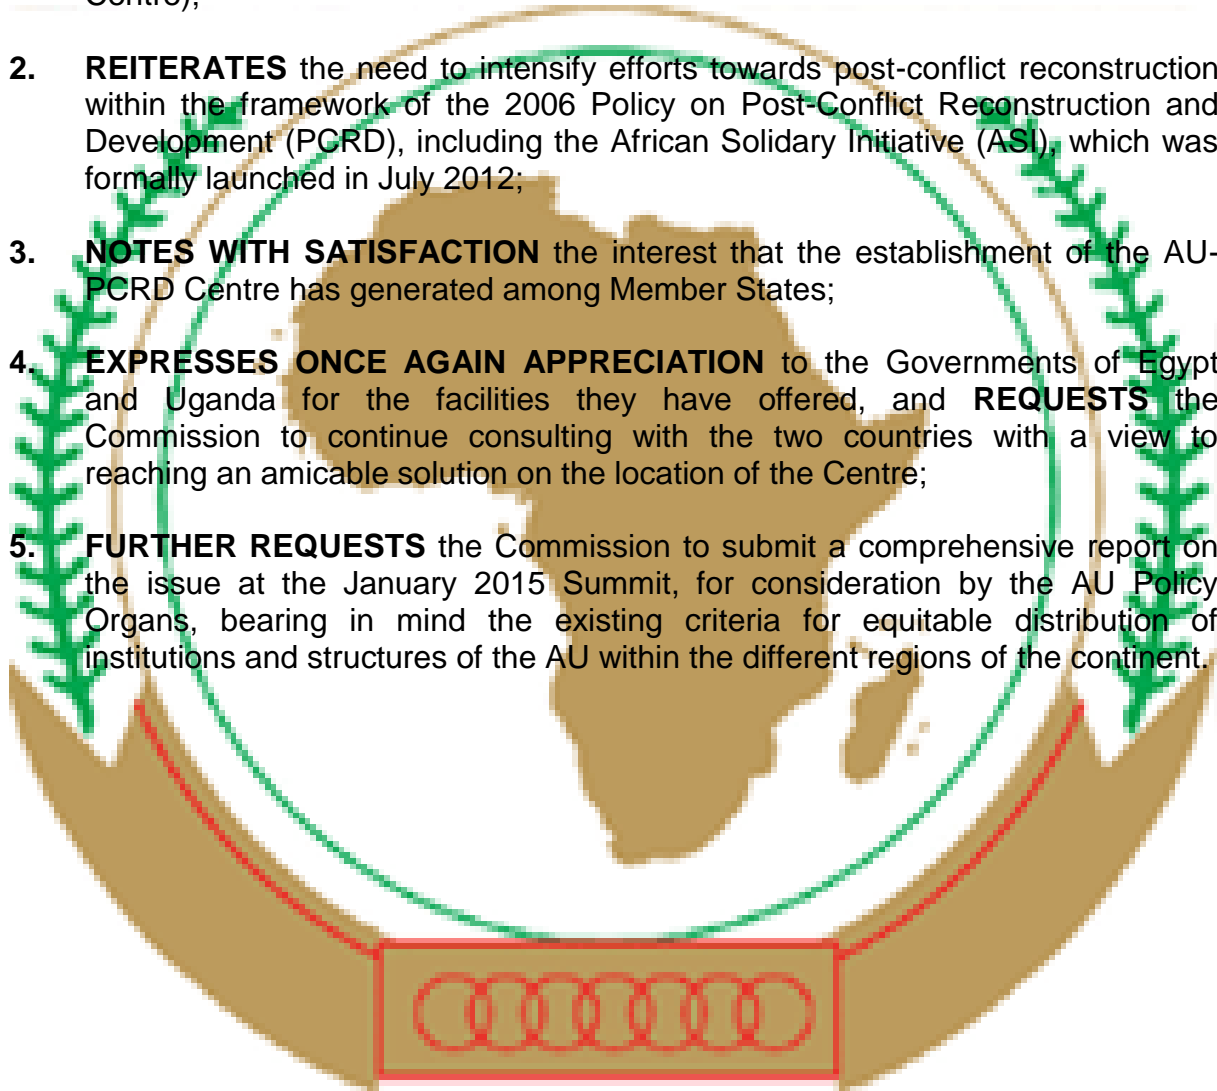 Centre);
2. REITERATES the need to intensify efforts towards post-conflict reconstruction
within the framework of the 2006 Policy on Post-Conflict Reconstruction and
Development (PCRD), including the African Solidary Initiative (ASI), which was
formally launched in July 2012;
3. NOTES WITH SATISFACTION the interest that the establishment of the AU-
PCRD Centre has generated among Member States;
4. EXPRESSES ONCE AGAIN APPRECIATION to the Governments of Egypt
and Uganda for the facilities they have offered, and REQUESTS the
Commission to continue consulting with the two countries with a view to
reaching an amicable solution on the location of the Centre;
5. FURTHER REQUESTS the Commission to submit a comprehensive report on
the issue at the January 2015 Summit, for consideration by the AU Policy
Organs, bearing in mind the existing criteria for equitable distribution of
institutions and structures of the AU within the different regions of the continent.